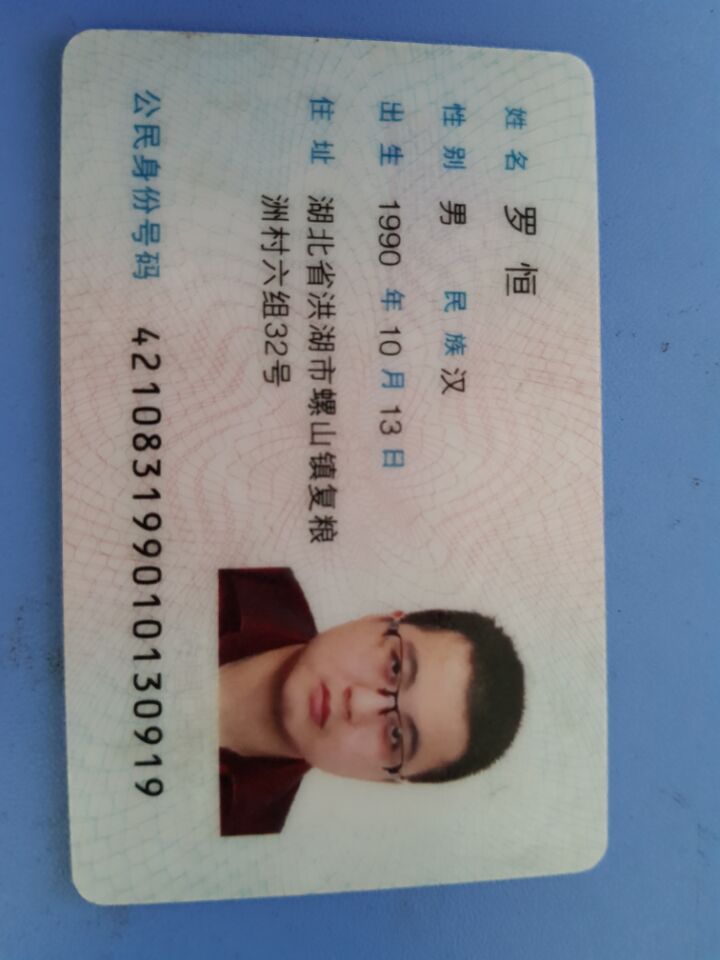 姓名 罗恒
性别 男 民族 汉
出生 1990 年 10 月 13 日
住址 湖北省洪湖市螺山镇复粮
洲村六组32号
公民身份号码 421083199010130919